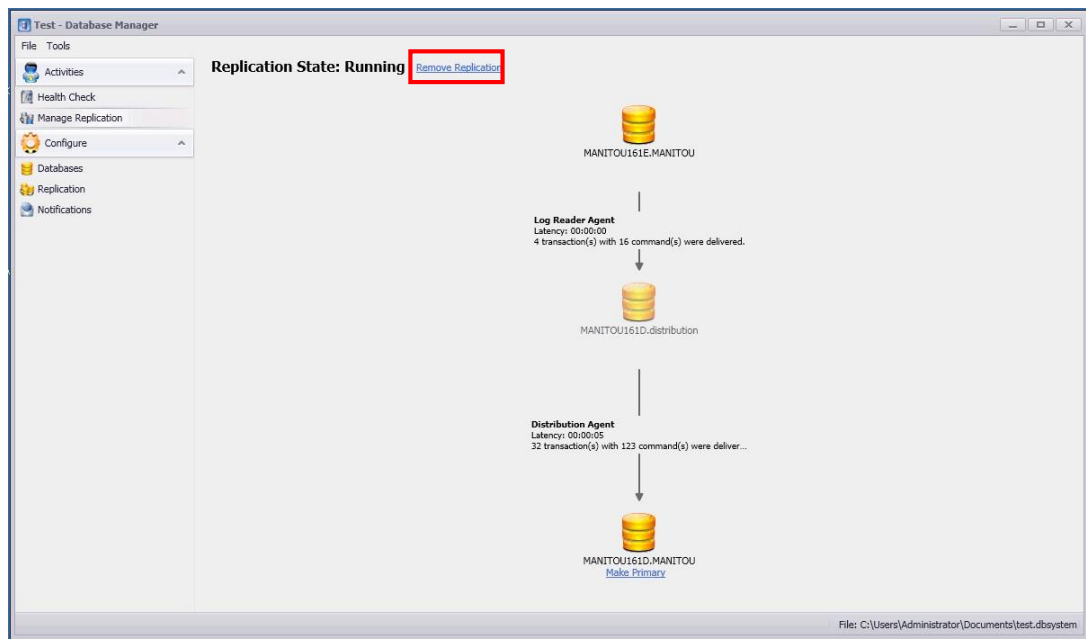 Test - Database Manager
File Tools
Activities
Health Check
Manage Replication
Configure
Databases
Replication
Notifications
Replication State: Running Remove Replication
MANITOU161E.MANITOU
Log Reader Agent
Latency: 00:00:00
4 transaction(s) with 16 command(s) were delivered.
MANITOU161D.distribution
Distribution Agent
Latency: 00:00:05
32 transaction(s) with 123 command(s) were deliver...
MANITOU161D.MANITOU
Make Primary
File: C:\Users\Administrator\Documents\test.dbsystem